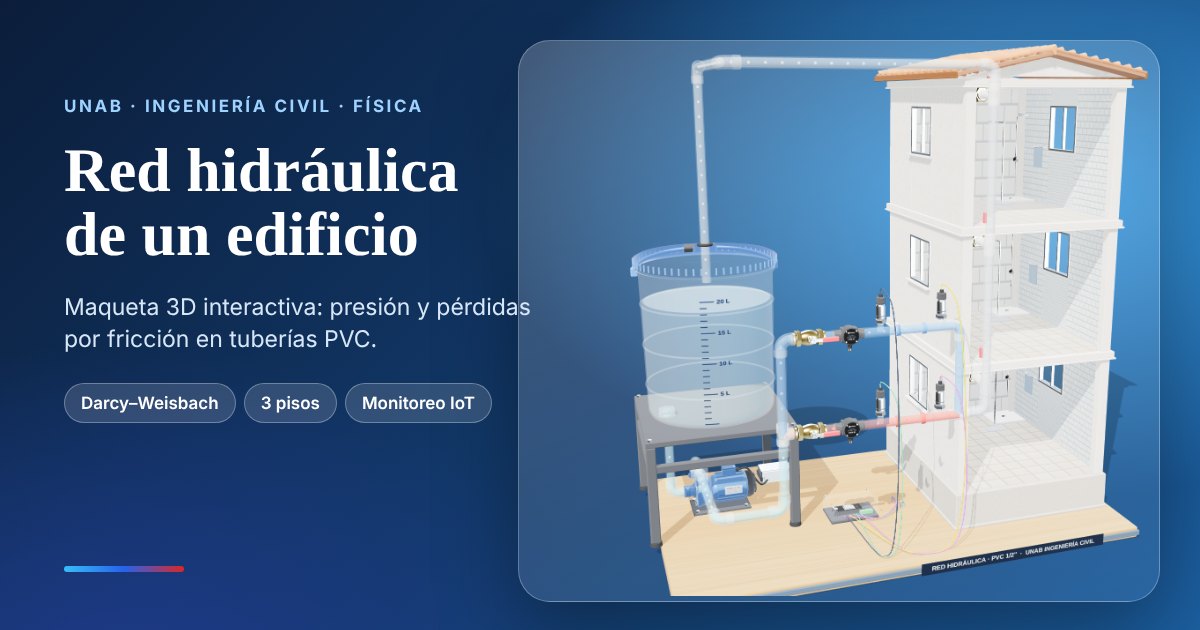 UNAB · INGENIERÍA CIVIL · FÍSICA
Red hidráulica
de un edificio
Maqueta 3D interactiva: presión y pérdidas
por fricción en tuberías PVC.
Darcy–Weisbach
3 pisos
Monitoreo IoT
20 L
15 L
10 L
5 L
RED HIDRÁULICA · PVC 1/2" · UNAB INGENIERÍA CIVIL